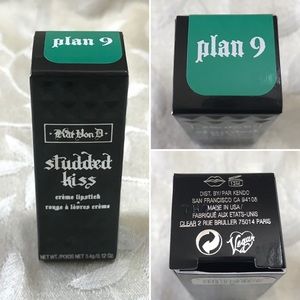 plan 9
Kat Von D
studded
kiss
crème lipstick
rouge à lèvres crème
NET WT./POIDS NET 3.4g/0.12 Oz.
plan 9
12M
DIST. BY/PAR KENDO
SAN FRANCISCO CA 94108
MADE IN USA/
FABRIQUÉ AUX ETATS-UNIS
CLEAR 2 RUE BRULLER 75014 PARIS
Vegan